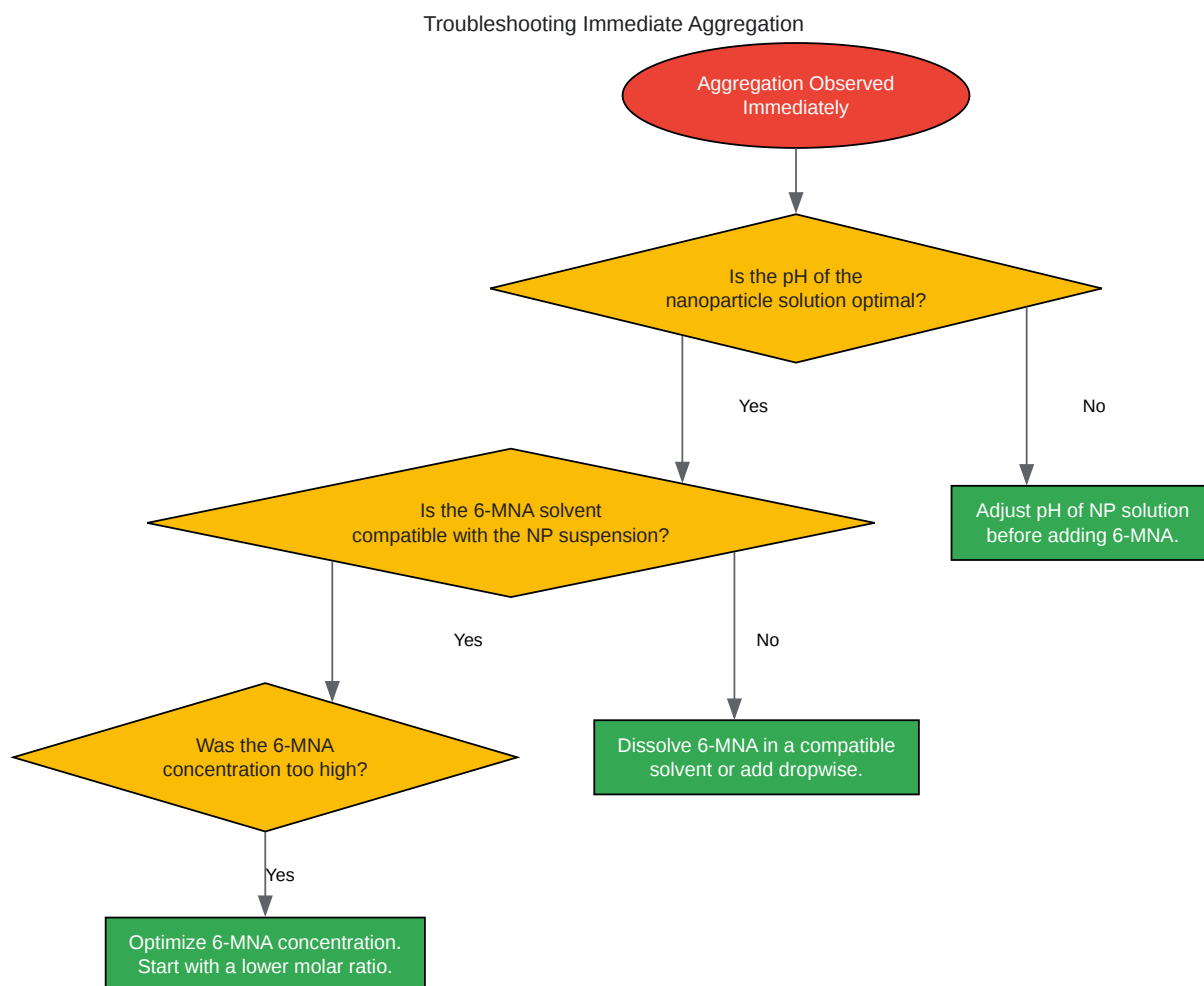 Troubleshooting Immediate Aggregation
Aggregation Observed
Immediately
Is the pH of the
nanoparticle solution optimal?
Yes
No
Is the 6-MNA solvent
compatible with the NP suspension?
Adjust pH of NP solution
before adding 6-MNA.
Yes
No
Was the 6-MNA
concentration too high?
Dissolve 6-MNA in a compatible
solvent or add dropwise.
Yes
Optimize 6-MNA concentration.
Start with a lower molar ratio.